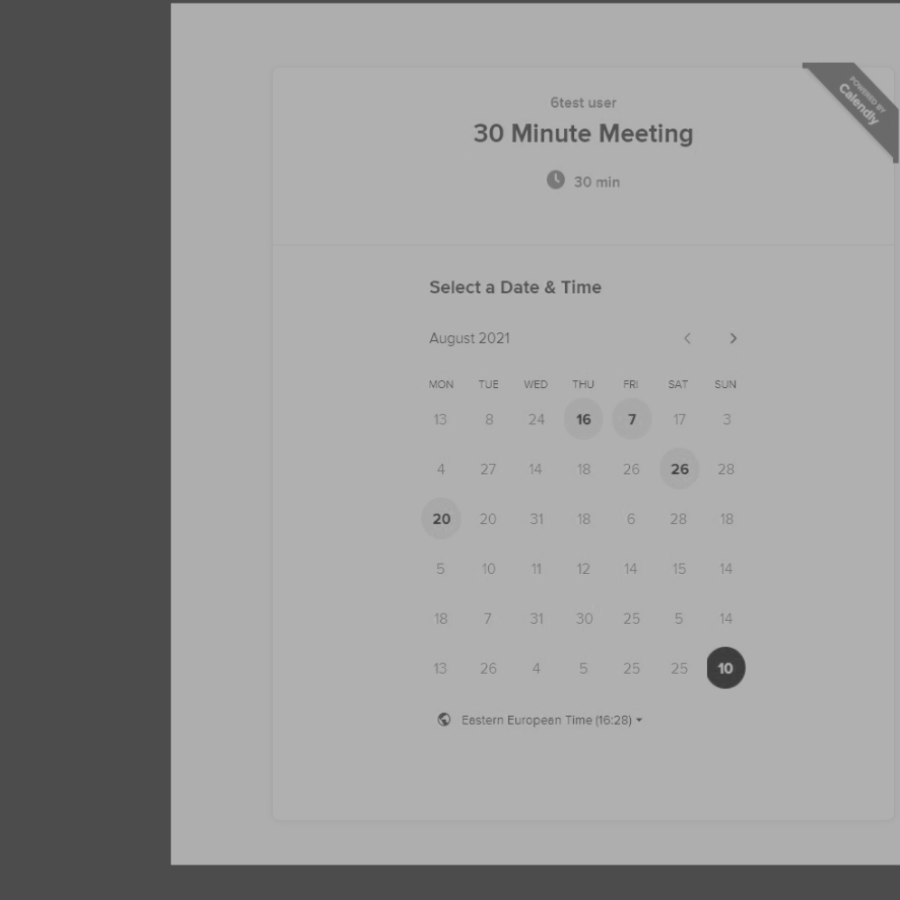 POWERED BY
Calendly
6test user
30 Minute Meeting
30 min
Select a Date & Time
August 2021
MON TUE WED THU FRI SAT SUN
13 8 24 16 7 17 3
4 27 14 18 26 26 28
20 20 31 18 6 28 18
5 10 11 12 14 15 14
18 7 31 30 25 5 14
13 26 4 5 25 25 10
Eastern European Time (16:28)